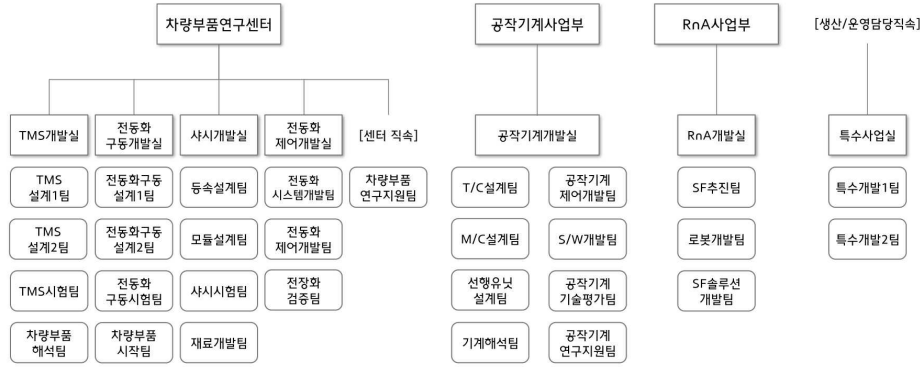 차량부품연구센터
공작기계사업부
RnA사업부
[생산/운영담당직속]
TMS개발실
전동화
구동개발실
샤시개발실
전동화
제어개발실
[센터 직속]
공작기계개발실
RnA개발실
특수사업실
TMS
설계1팀
전동화구동
설계1팀
등속설계팀
전동화
시스템개발팀
차량부품
연구지원팀
T/C설계팀
공작기계
제어개발팀
SF추진팀
특수개발1팀
TMS
설계2팀
전동화구동
설계2팀
모듈설계팀
전동화
제어개발팀
M/C설계팀
S/W개발팀
로봇개발팀
특수개발2팀
TMS시험팀
전동화
구동시험팀
샤시시험팀
전장화
검증팀
선행유닛
설계팀
공작기계
기술평가팀
SF솔루션
개발팀
차량부품
해석팀
차량부품
시작팀
재료개발팀
기계해석팀
공작기계
연구지원팀